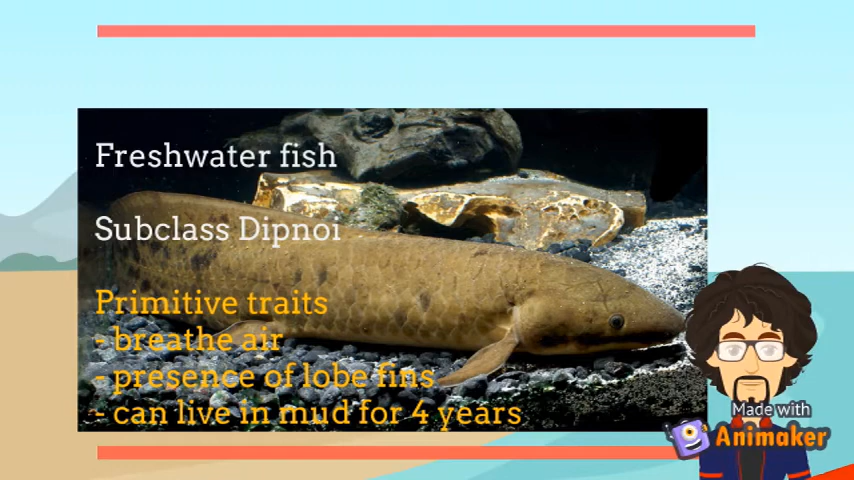 Freshwater fish
Subclass Dipnoi
Primitive traits
- breathe air
- presence of lobe fins
- can live in mud for 4 years
Made with
Animaker